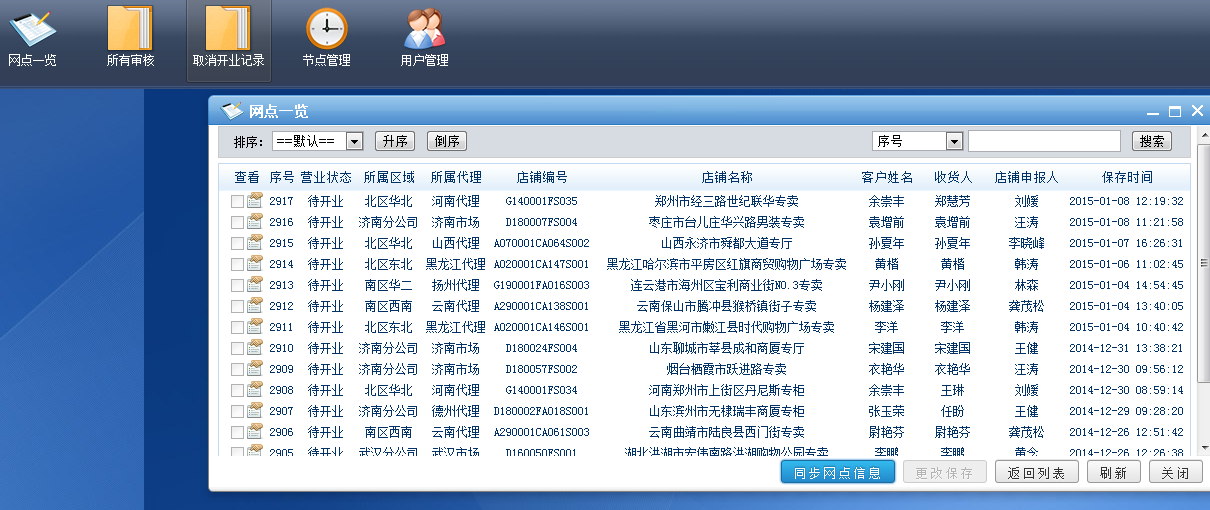 网点一览 所有审核 取消开业记录 节点管理 用户管理
网点一览
排序: ==默认== 升序 倒序 序号 搜索
查看 序号 营业状态 所属区域 所属代理 店铺编号 店铺名称 客户姓名 收货人 店铺申报人 保存时间
2917 待开业 北区华北 河南代理 G140001FS035 郑州市经三路世纪联华专卖 余崇丰 郑慧芳 刘媛 2015-01-08 12:19:32
2916 待开业 济南分公司 济南市场 D180007FS004 枣庄市台儿庄华兴路男装专卖 袁增前 袁增前 汪涛 2015-01-08 11:21:58
2915 待开业 北区华北 山西代理 A070001CA064S002 山西永济市舜都大道专厅 孙夏年 孙夏年 李晓峰 2015-01-07 16:26:31
2914 待开业 北区东北 黑龙江代理 A020001CA147S001 黑龙江哈尔滨市平房区红旗商贸购物广场专卖 黄楷 黄楷 韩涛 2015-01-06 11:02:45
2913 待开业 南区华二 扬州代理 G190001FA016S003 连云港市海州区宝利商业街NO.3专卖 尹小刚 尹小刚 林森 2015-01-04 14:54:45
2912 待开业 南区西南 云南代理 A290001CA138S001 云南保山市腾冲县猴桥镇街子专卖 杨建泽 杨建泽 龚茂松 2015-01-04 13:40:05
2911 待开业 北区东北 黑龙江代理 A020001CA146S001 黑龙江省黑河市嫩江县时代购物广场专卖 李洋 李洋 韩涛 2015-01-04 10:40:42
2910 待开业 济南分公司 济南市场 D180024FS004 山东聊城市莘县成和商厦专厅 宋建国 宋建国 王健 2014-12-31 13:38:21
2909 待开业 济南分公司 济南市场 D180057FS002 烟台栖霞市跃进路专卖 衣艳华 衣艳华 汪涛 2014-12-30 09:56:12
2908 待开业 北区华北 河南代理 G140001FS034 河南郑州市上街区丹尼斯专柜 余崇丰 王琳 刘媛 2014-12-30 08:59:14
2907 待开业 济南分公司 德州代理 D180002FA018S001 山东滨州市无棣瑞丰商厦专柜 张玉荣 任盼 王健 2014-12-29 09:28:20
2906 待开业 南区西南 云南代理 A290001CA061S003 云南曲靖市陆良县西门街专卖 尉艳芬 尉艳芬 龚茂松 2014-12-26 12:51:42
2905 待开业 武汉分公司 武汉市场 D160050FS001 湖北洪湖市宏伟南路洪湖购物公园专卖 李鹏 李鹏 黄今 2014-12-26 12:26:38
同步网点信息 更改保存 返回列表 刷新 关闭